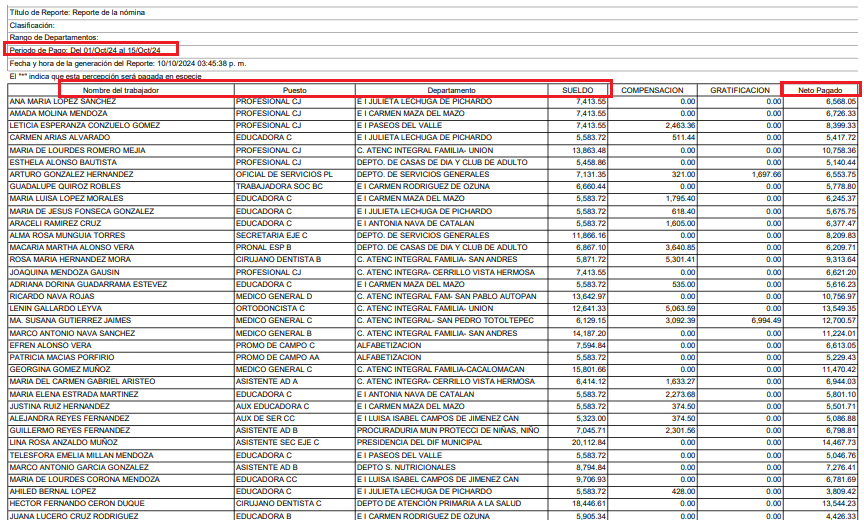 Título de Reporte: Reporte de la nómina
Clasificación:
Rango de Departamentos:
Periodo de Pago: Del 01/Oct/24 al 15/Oct/24
Fecha y hora de la generación del Reporte: 10/10/2024 03:45:38 p. m.
El "*" indica que esta percepción será pagada en especie
Nombre del trabajador Puesto Departamento SUELDO COMPENSACION GRATIFICACION Neto Pagado
ANA MARIA LOPEZ SANCHEZ PROFESIONAL CJ E I JULIETA LECHUGA DE PICHARDO 7,413.55 0.00 0.00 6,568.05
AMADA MOLINA MENDOZA PROFESIONAL CJ E I CARMEN MAZA DEL MAZO 7,413.55 0.00 0.00 6,726.33
LETICIA ESPERANZA CONZUELO GOMEZ PROFESIONAL CJ E I PASEOS DEL VALLE 7,413.55 2,463.36 0.00 8,399.33
CARMEN ARIAS ALVARADO EDUCADORA C E I JULIETA LECHUGA DE PICHARDO 5,583.72 511.44 0.00 5,417.72
MARIA DE LOURDES ROMERO MEJIA PROFESIONAL CJ C. ATENC INTEGRAL FAMILIA- UNION 13,863.48 0.00 0.00 10,758.36
ESTHELA ALONSO BAUTISTA PROFESIONAL CJ DEPTO. DE CASAS DE DIA Y CLUB DE ADULTO 5,458.86 0.00 0.00 5,140.44
ARTURO GONZALEZ HERNANDEZ OFICIAL DE SERVICIOS PL DEPTO. DE SERVICIOS GENERALES 7,131.35 321.00 1,697.66 6,553.75
GUADALUPE QUIROZ ROBLES TRABAJADORA SOC BC E I CARMEN RODRIGUEZ DE OZUNA 6,660.44 0.00 0.00 5,778.80
MARIA LUISA LOPEZ MORALES EDUCADORA C E I CARMEN MAZA DEL MAZO 5,583.72 1,795.40 0.00 6,245.37
MARIA DE JESUS FONSECA GONZALEZ EDUCADORA C E I JULIETA LECHUGA DE PICHARDO 5,583.72 618.40 0.00 5,675.75
ARACELI RAMIREZ CRUZ EDUCADORA C E I ANTONIA NAVA DE CATALAN 5,583.72 1,605.00 0.00 6,377.47
ALMA ROSA MUNGUIA TORRES SECRETARIA EJE C DEPTO. DE SERVICIOS GENERALES 11,866.16 0.00 0.00 8,209.83
MACARIA MARTHA ALONSO VERA PRONAL ESP B DEPTO. DE CASAS DE DIA Y CLUB DE ADULTO 6,867.10 3,640.85 0.00 6,209.71
ROSA MARIA HERNANDEZ MORA CIRUJANO DENTISTA B C. ATENC INTEGRAL FAMILIA- SAN ANDRES 5,871.72 5,301.41 0.00 9,313.64
JOAQUINA MENDOZA GAUSIN PROFESIONAL CJ C. ATENC INTEGRA- CERRILLO VISTA HERMOSA 7,413.55 0.00 0.00 6,621.20
ADRIANA DORINA GUADARRAMA ESTEVEZ EDUCADORA C E I CARMEN MAZA DEL MAZO 5,583.72 535.00 0.00 5,616.23
RICARDO NAVA ROJAS MEDICO GENERAL D C. ATENC INTEGRAL FAM- SAN PABLO AUTOPAN 13,642.97 0.00 0.00 10,756.97
LENIN GALLARDO LEYVA ORTODONCISTA C C. ATENC INTEGRAL FAMILIA- UNION 12,641.33 5,063.59 0.00 13,549.35
MA. SUSANA GUTIERREZ JAIMES MEDICO GENERAL C C. ATENC INTEGRAL- SAN PEDRO TOTOLTEPEC 6,129.15 3,092.39 6,994.49 12,700.57
MARCO ANTONIO NAVA SANCHEZ MEDICO GENERAL B C. ATENC INTEGRAL FAMILIA- SAN ANDRES 14,187.20 0.00 0.00 11,224.01
EFREN ALONSO VERA PROMO DE CAMPO C ALFABETIZACION 7,594.84 0.00 0.00 6,613.05
PATRICIA MACIAS PORFIRIO PROMO DE CAMPO AA ALFABETIZACION 5,583.72 0.00 0.00 5,229.43
GEORGINA GOMEZ MUÑOZ MEDICO GENERAL C C. ATENC INTEGRAL FAMILIA-CACALOMACAN 15,801.66 0.00 0.00 11,470.42
MARIA DEL CARMEN GABRIEL ARISTEO ASISTENTE AD A C. ATENC INTEGRA- CERRILLO VISTA HERMOSA 6,414.12 1,633.27 0.00 6,944.03
MARIA ELENA ESTRADA MARTINEZ EDUCADORA C E I ANTONIA NAVA DE CATALAN 5,583.72 2,273.68 0.00 5,801.10
JUSTINA RUIZ HERNANDEZ AUX EDUCADORA C E I CARMEN MAZA DEL MAZO 5,583.72 374.50 0.00 5,501.71
ALEJANDRA REYES FERNANDEZ AUX DE SER CC E I LUISA ISABEL CAMPOS DE JIMENEZ CAN 5,323.00 374.50 0.00 5,086.88
GUILLERMO REYES FERNANDEZ ASISTENTE AD B PROCURADURIA MUN PROTECCI DE NIÑAS, NIÑO 7,045.71 2,301.56 0.00 6,798.81
LINA ROSA ANZALDO MUÑOZ ASISTENTE SEC EJE C PRESIDENCIA DEL DIF MUNICIPAL 20,112.84 0.00 0.00 14,467.73
TELESFORA EMELIA MILLAN MENDOZA EDUCADORA C E I PASEOS DEL VALLE 5,583.72 0.00 0.00 5,046.76
MARCO ANTONIO GARCIA GONZALEZ ASISTENTE AD B DEPTO S. NUTRICIONALES 8,794.84 0.00 0.00 7,276.41
MARIA DE LOURDES CORONA MENDOZA EDUCADORA CC E I LUISA ISABEL CAMPOS DE JIMENEZ CAN 9,706.93 0.00 0.00 6,781.69
AHILED BERNAL LOPEZ EDUCADORA C E I JULIETA LECHUGA DE PICHARDO 5,583.72 428.00 0.00 3,809.42
HECTOR FERNANDO CERON DUQUE CIRUJANO DENTISTA C DEPTO DE ATENCIÓN PRIMARIA A LA SALUD 18,446.61 0.00 0.00 13,544.23
JUANA LUCERO CRUZ RODRIGUEZ EDUCADORA B E I CARMEN RODRIGUEZ DE OZUNA 5,905.34 0.00 0.00 4,426.33